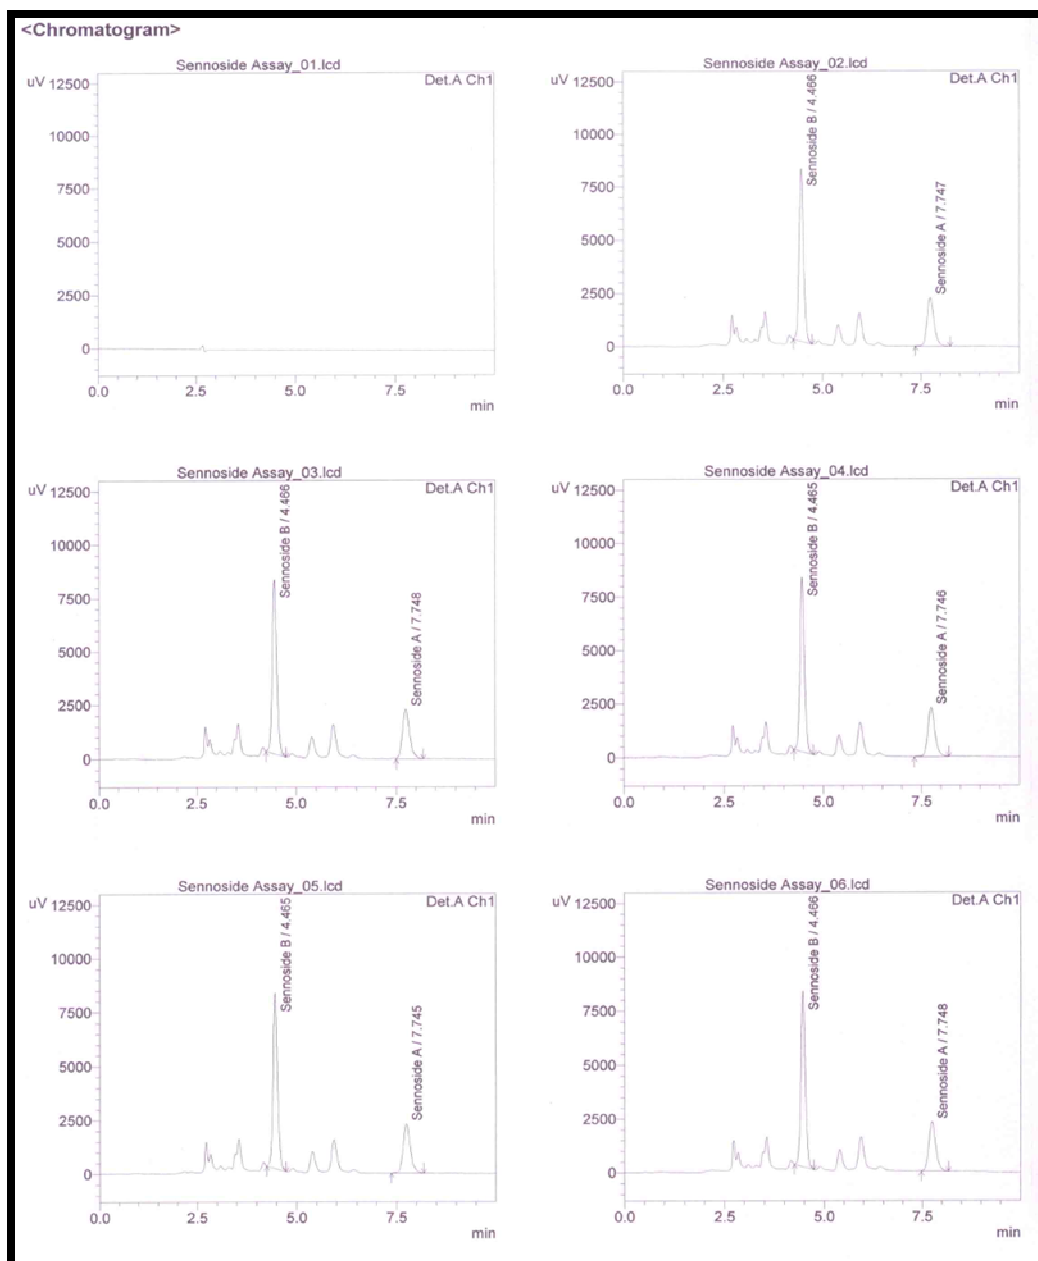 <Chromatogram>
Sennoside Assay_01.lcd
uV
Det.A Ch1
12500
10000
7500
5000
2500
0
0.0 2.5 5.0 7.5
min
Sennoside Assay_02.lcd
uV
Det.A Ch1
12500
10000
7500
5000
2500
0
Sennoside B / 4.466
Sennoside A / 7.747
0.0 2.5 5.0 7.5
min
Sennoside Assay_03.lcd
uV
Det.A Ch1
12500
10000
7500
5000
2500
0
Sennoside B / 4.466
Sennoside A / 7.748
0.0 2.5 5.0 7.5
min
Sennoside Assay_04.lcd
uV
Det.A Ch1
12500
10000
7500
5000
2500
0
Sennoside B / 4.465
Sennoside A / 7.746
0.0 2.5 5.0 7.5
min
Sennoside Assay_05.lcd
uV
Det.A Ch1
12500
10000
7500
5000
2500
0
Sennoside B / 4.465
Sennoside A / 7.745
0.0 2.5 5.0 7.5
min
Sennoside Assay_06.lcd
uV
Det.A Ch1
12500
10000
7500
5000
2500
0
Sennoside B / 4.466
Sennoside A / 7.748
0.0 2.5 5.0 7.5
min